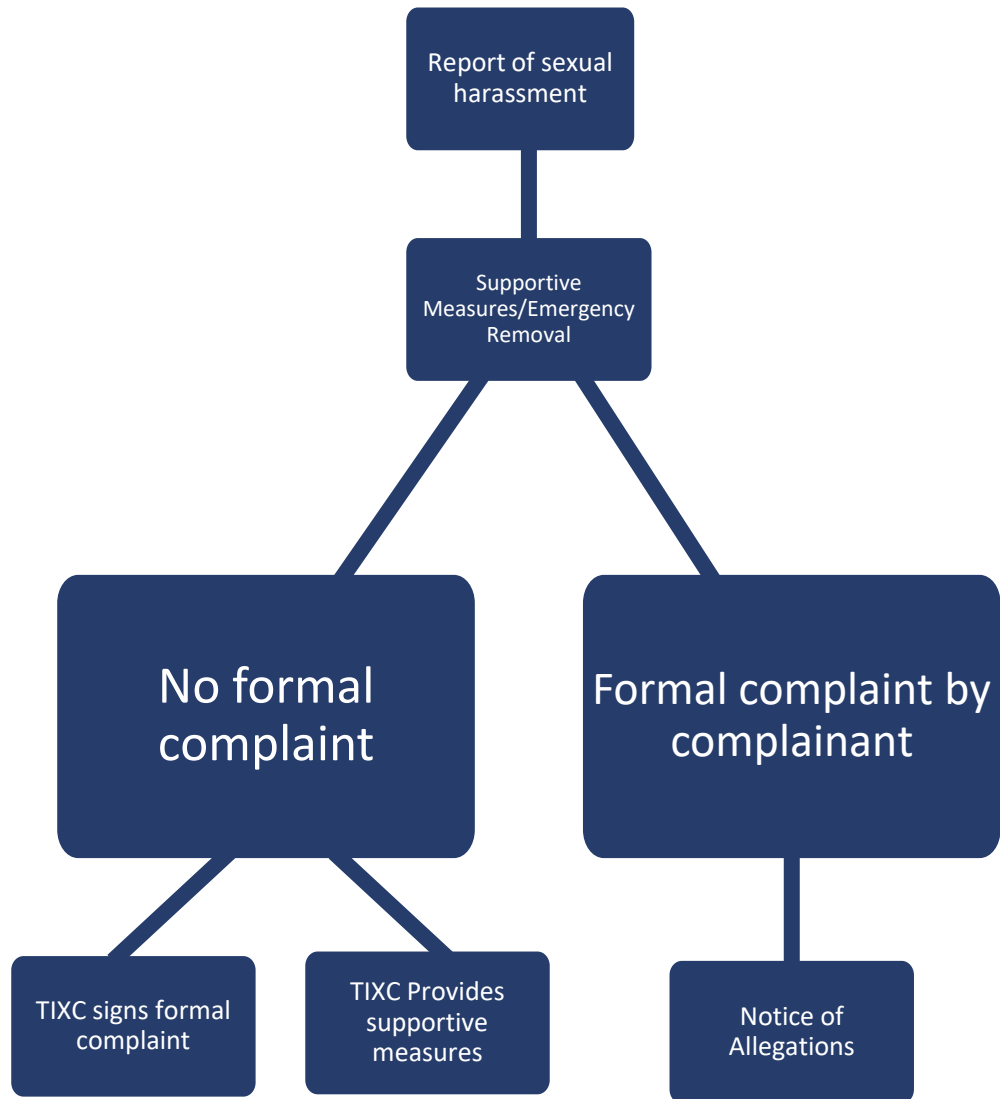 Report of sexual
harassment
Supportive
Measures/Emergency
Removal
No formal
complaint
Formal complaint by
complainant
TIXC signs formal
complaint
TIXC Provides
supportive
measures
Notice of
Allegations